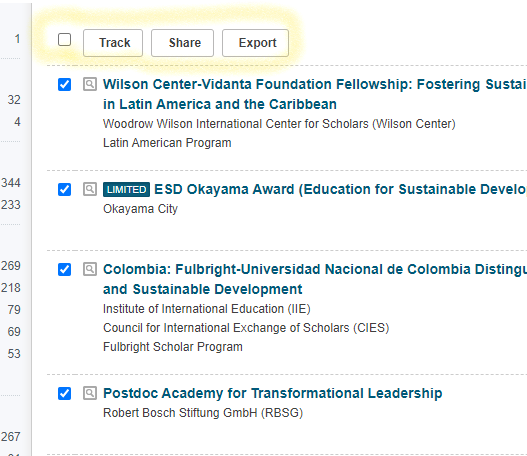 1
Track Share Export
Wilson Center-Vidanta Foundation Fellowship: Fostering Sustai
32
in Latin America and the Caribbean
4
Woodrow Wilson International Center for Scholars (Wilson Center)
Latin American Program
344
LIMITED ESD Okayama Award (Education for Sustainable Develo
233
Okayama City
269
Colombia: Fulbright-Universidad Nacional de Colombia Distingu
218
and Sustainable Development
79
Institute of International Education (IIE)
69
Council for International Exchange of Scholars (CIES)
53
Fulbright Scholar Program
Postdoc Academy for Transformational Leadership
Robert Bosch Stiftung GmbH (RBSG)
267